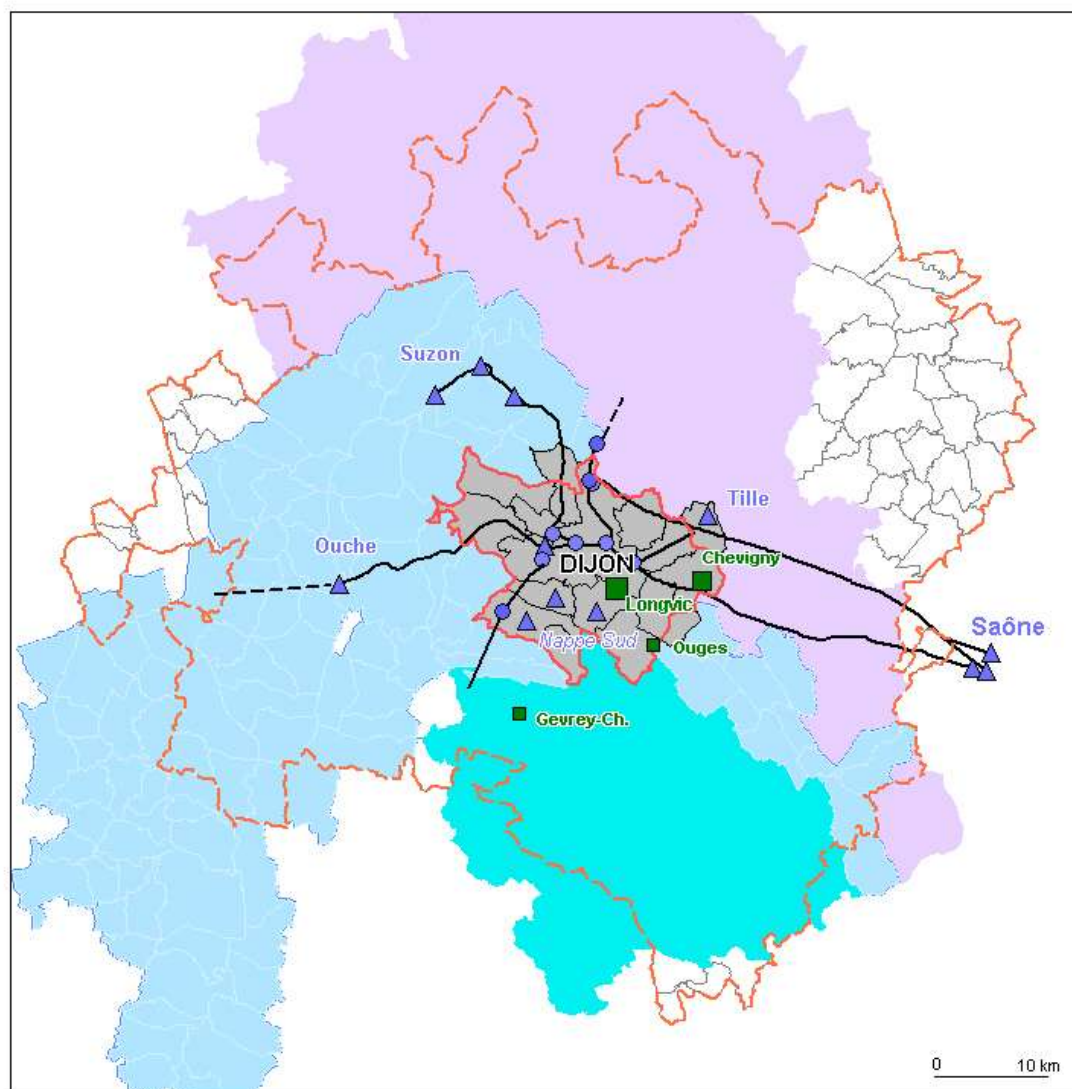 Suzon
Tille
Ouche
DIJON
Chevigny
Longvic
Saône
Nappe Sud
Ouges
Gevrey-Ch.
0 10 km